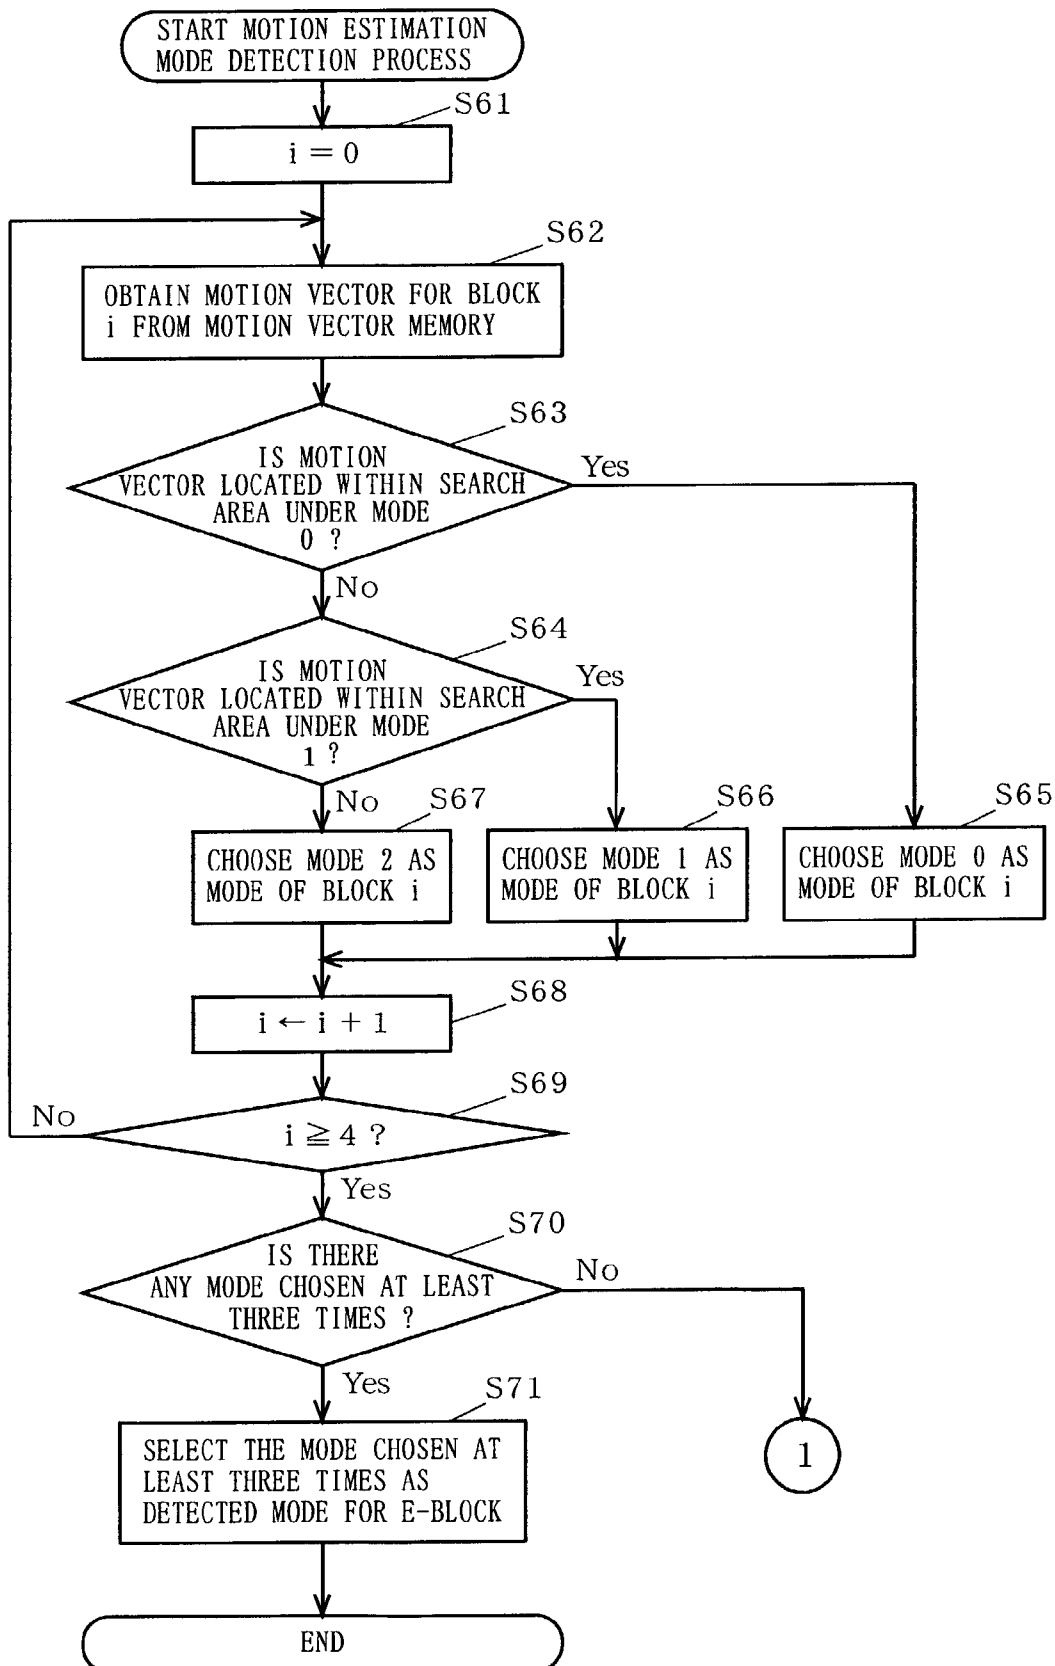 START MOTION ESTIMATION
MODE DETECTION PROCESS
S61
i = 0
S62
OBTAIN MOTION VECTOR FOR BLOCK
i FROM MOTION VECTOR MEMORY
S63
IS MOTION
VECTOR LOCATED WITHIN SEARCH
AREA UNDER MODE
0 ?
Yes
No
S64
IS MOTION
VECTOR LOCATED WITHIN SEARCH
AREA UNDER MODE
1 ?
Yes
No
S67
CHOOSE MODE 2 AS
MODE OF BLOCK i
S66
CHOOSE MODE 1 AS
MODE OF BLOCK i
S65
CHOOSE MODE 0 AS
MODE OF BLOCK i
S68
i ← i + 1
S69
i ≧ 4 ?
No
Yes
S70
IS THERE
ANY MODE CHOSEN AT LEAST
THREE TIMES ?
No
Yes
S71
SELECT THE MODE CHOSEN AT
LEAST THREE TIMES AS
DETECTED MODE FOR E-BLOCK
1
END